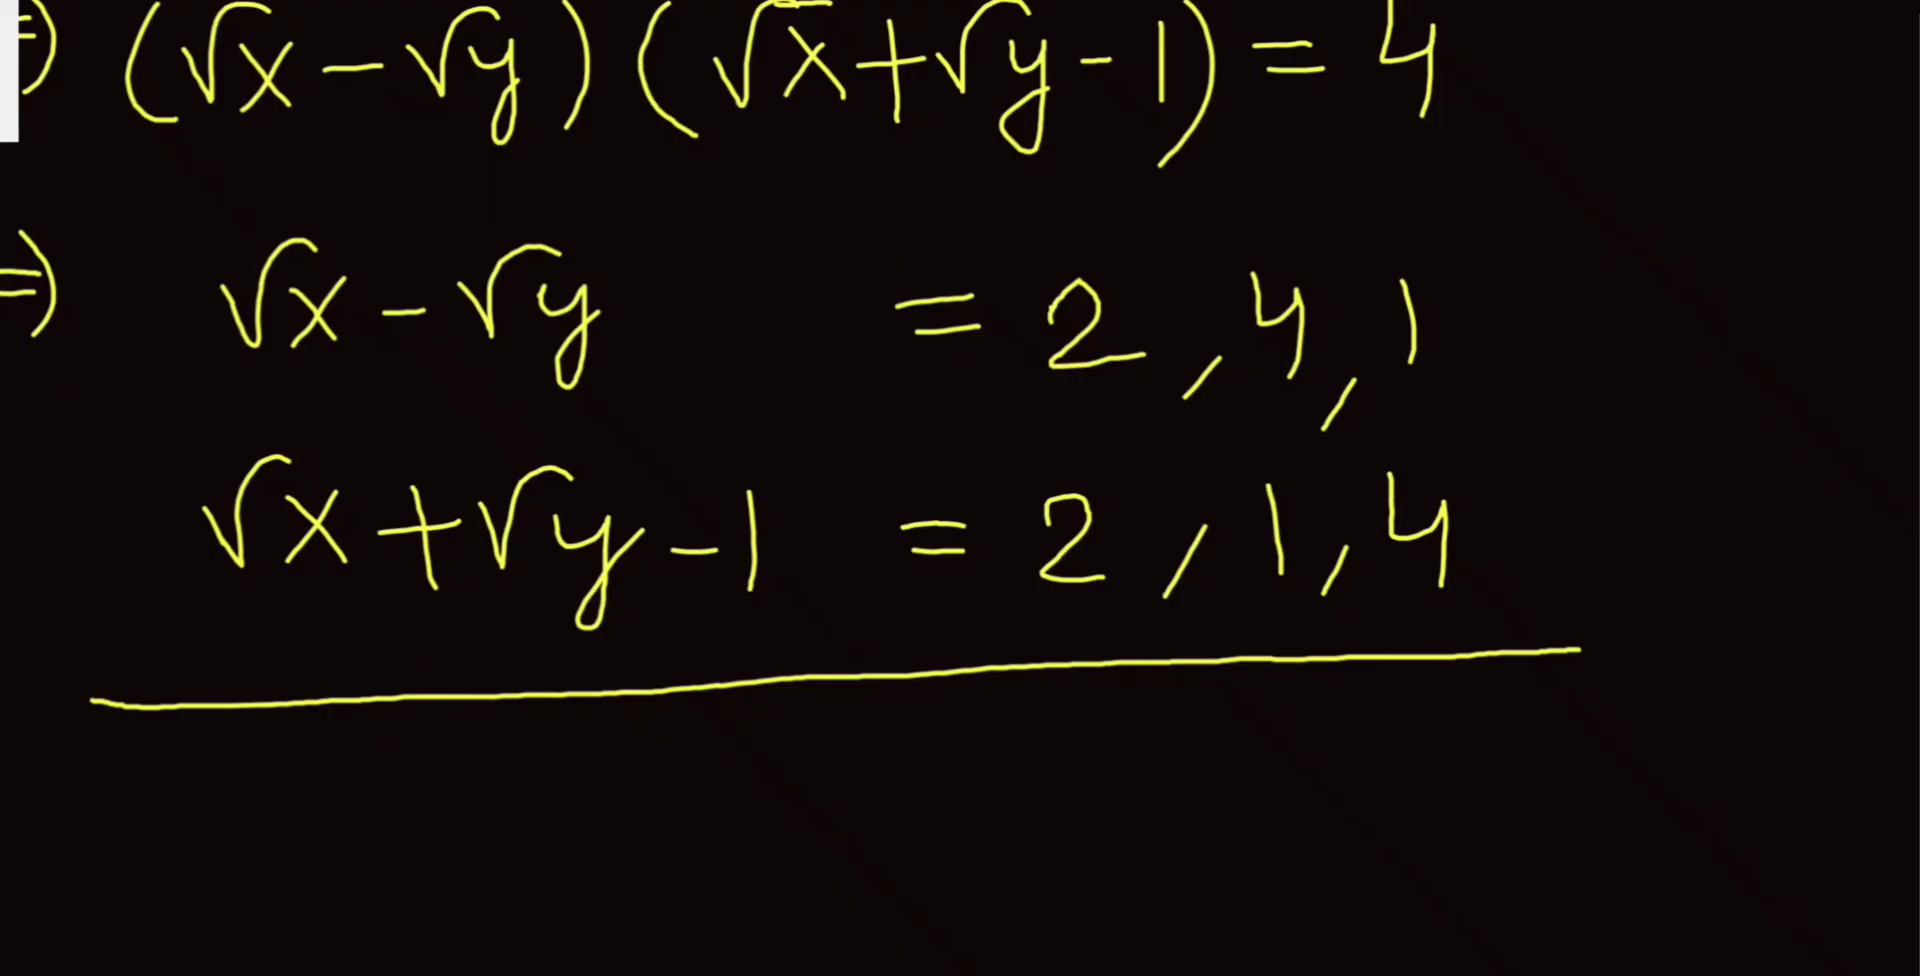 ⇒ (√x - √y) (√x + √y - 1) = 4
⇒ √x - √y = 2, 4, 1
√x + √y - 1 = 2, 1, 4